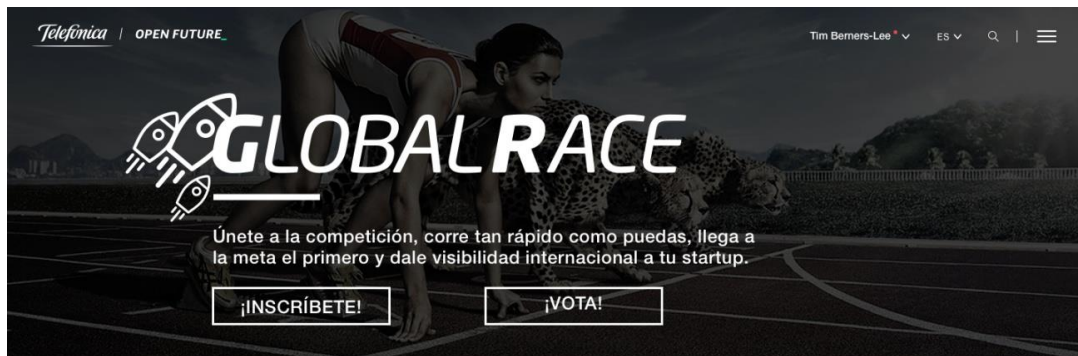 Telefónica | OPEN FUTURE_
Tim Berners-Lee * ES |
GLOBALRACE
Únete a la competición, corre tan rápido como puedas, llega a
la meta el primero y dale visibilidad internacional a tu startup.
¡INSCRÍBETE! ¡VOTA!